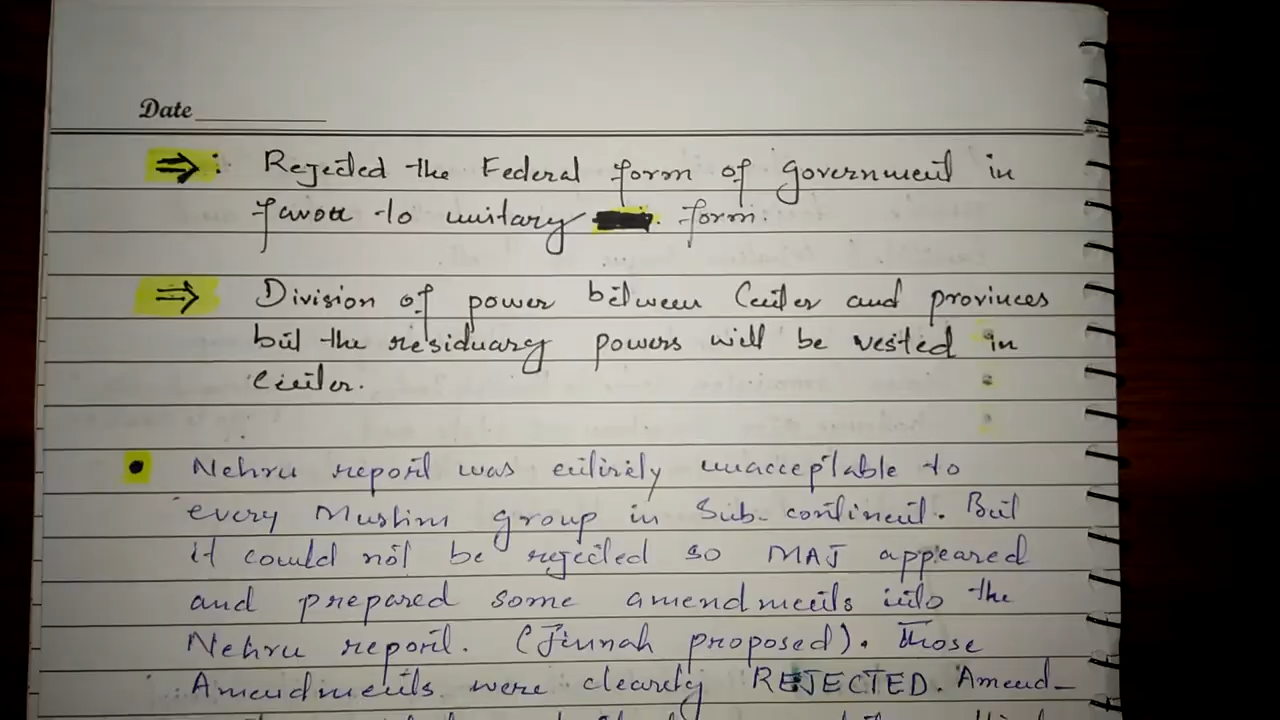 Date
⇒: Rejected the Federal form of government in
favou to unitary form.
⇒ Division of power between Center and provinces
but the residuary powers will be vested in
Center.
• Nehru report was entirely unacceptable to
every Muslim group in Sub-continent. But
it could not be rejected so MAJ appeared
and prepared some amendments into the
Nehru report. (Jinnah proposed). Those
Amendments were clearly REJECTED. Amend-